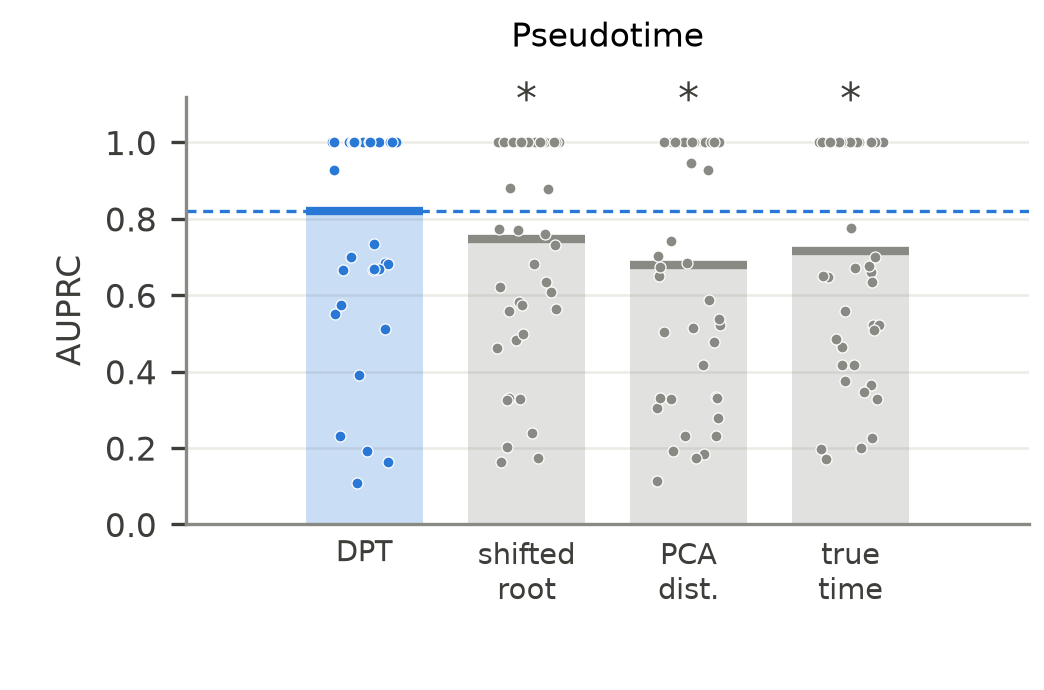 Pseudotime
* * *
1.0
0.8
0.6
0.4
0.2
0.0
AUPRC
DPT
shifted root
PCA dist.
true time